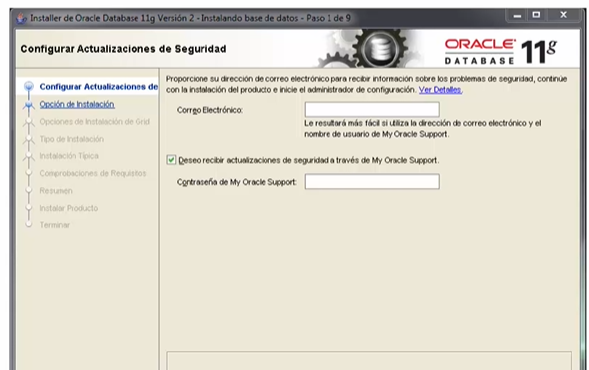 Installer de Oracle Database 11g Versión 2 - Instalando base de datos - Paso 1 de 9
Configurar Actualizaciones de Seguridad
ORACLE
DATABASE
11g
Configurar Actualizaciones de
Opción de Instalación
Opciones de Instalación de Grid
Tipo de Instalación
Instalación Típica
Comprobaciones de Requisitos
Resumen
Instalar Producto
Terminar
Proporcione su dirección de correo electrónico para recibir información sobre los problemas de seguridad, continúe
con la instalación del producto e inicie el administrador de configuración. Ver Detalles.
Correo Electrónico:
Le resultará más fácil si utiliza la dirección de correo electrónico y el
nombre de usuario de My Oracle Support.
Deseo recibir actualizaciones de seguridad a través de My Oracle Support.
Contraseña de My Oracle Support: